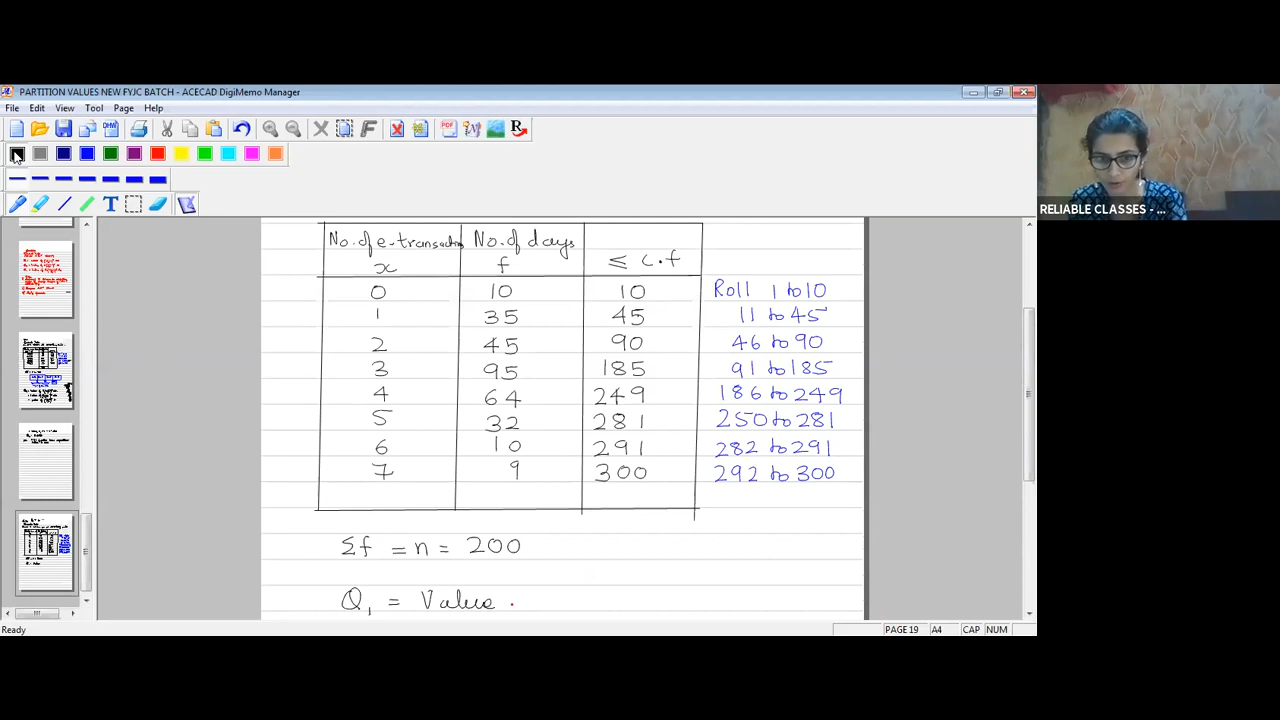 PARTITION VALUES NEW FYJC BATCH - ACECAD DigiMemo Manager
File Edit View Tool Page Help
No. of e-transaction No. of days
x f ≤ c.f
0 10 10 Roll 1 to 10
1 35 45 11 to 45
2 45 90 46 to 90
3 95 185 91 to 185
4 64 249 186 to 249
5 32 281 250 to 281
6 10 291 282 to 291
7 9 300 292 to 300
Σf = n = 200
Q₁ = Value
Ready PAGE 19 A4 CAP NUM
RELIABLE CLASSES - ...